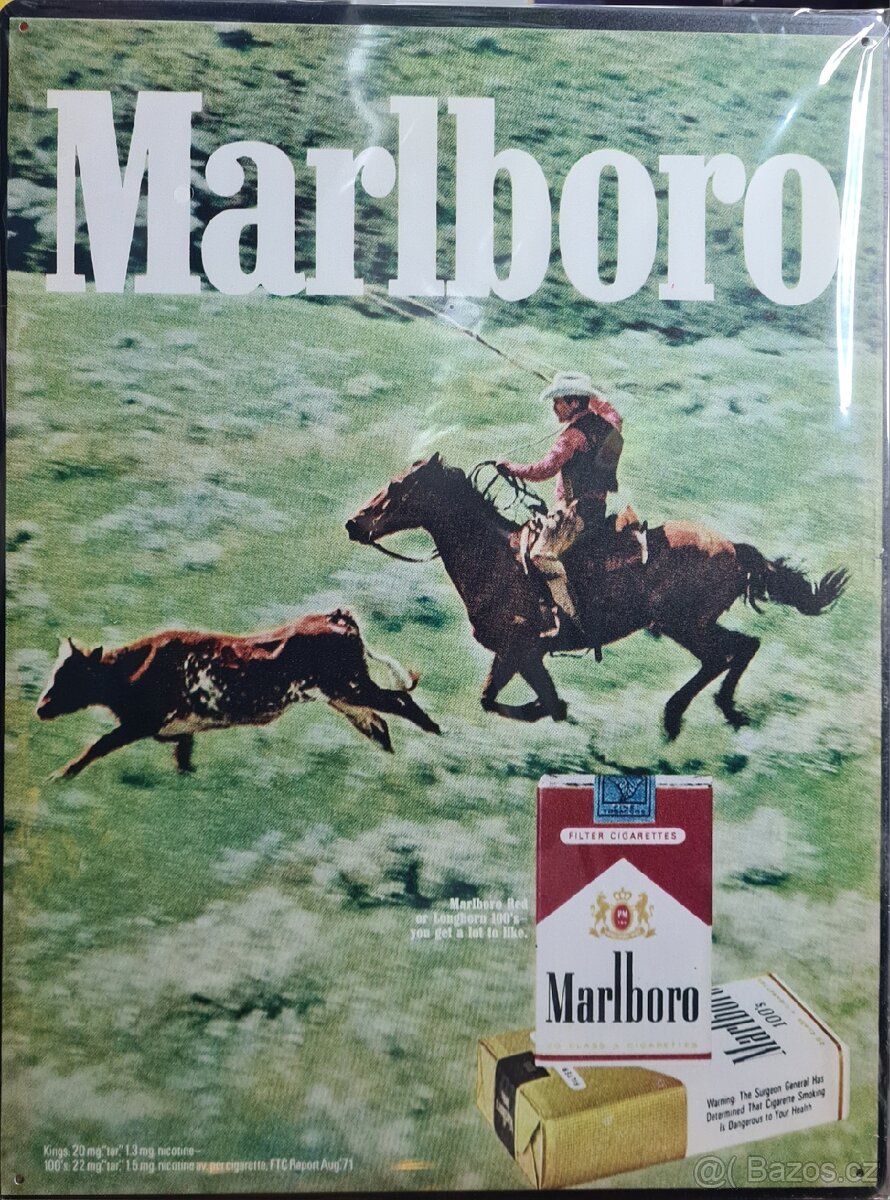 Marlboro
FILTER CIGARETTES
PM
Marlboro Red
or Longhorn 100's–
you get a lot to like.
Marlboro
20 CLASS A CIGARETTES
Marlboro
100's
FILTER
Warning: The Surgeon General Has
Determined That Cigarette Smoking
Is Dangerous to Your Health
Kings: 20 mg."tar," 1.3 mg. nicotine–
100's: 22 mg."tar," 1.5 mg. nicotine av. per cigarette, FTC Report Aug.'71
@( Bazos.cz